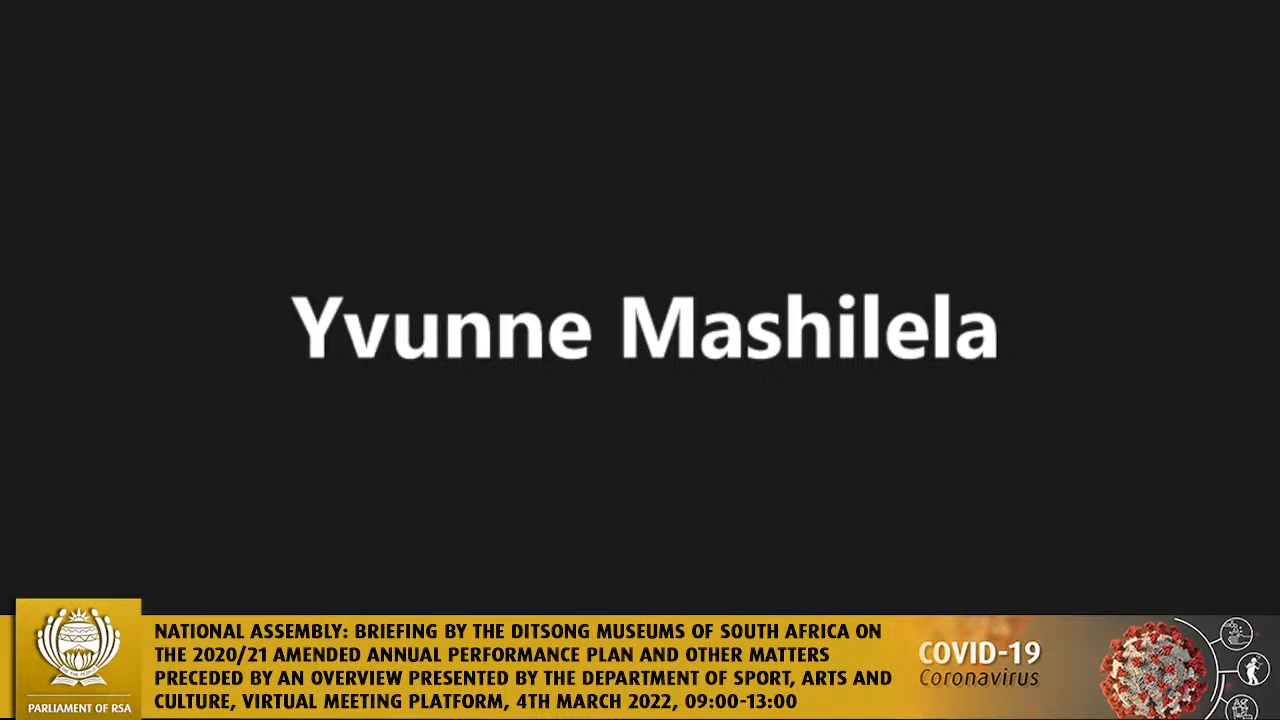 Yvunne Mashilela
NATIONAL ASSEMBLY: BRIEFING BY THE DITSONG MUSEUMS OF SOUTH AFRICA ON
THE 2020/21 AMENDED ANNUAL PERFORMANCE PLAN AND OTHER MATTERS
PRECEDED BY AN OVERVIEW PRESENTED BY THE DEPARTMENT OF SPORT, ARTS AND
CULTURE, VIRTUAL MEETING PLATFORM, 4TH MARCH 2022, 09:00-13:00
PARLIAMENT OF RSA
COVID-19
Coronavirus